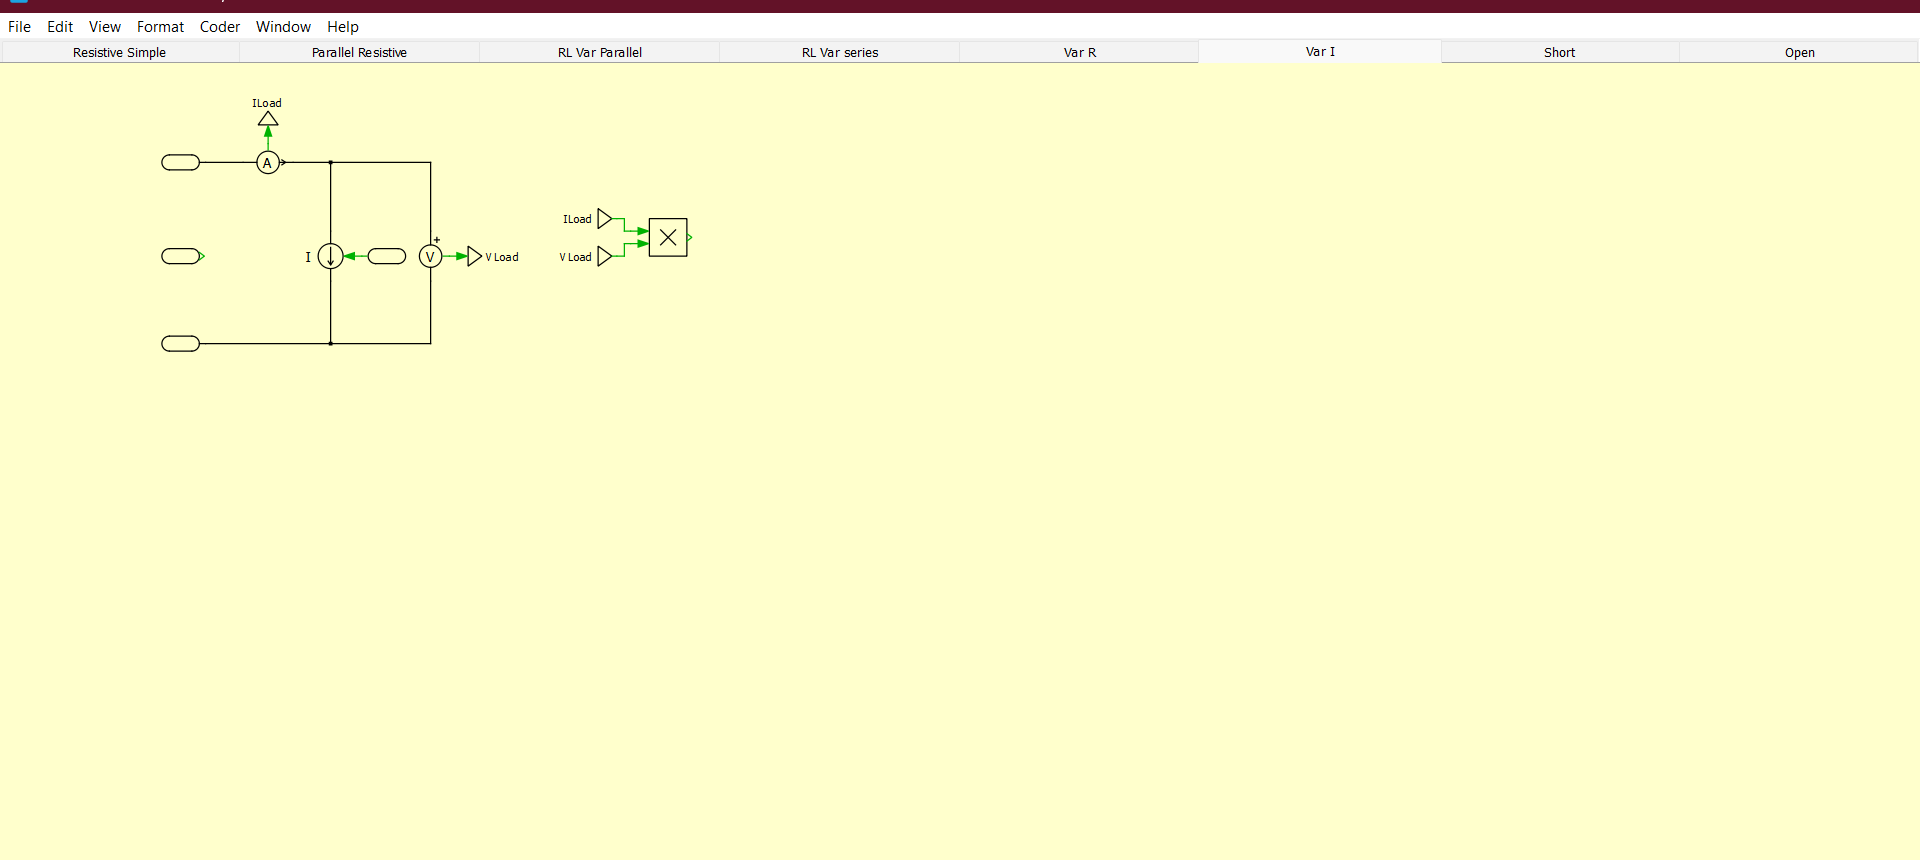 File Edit View Format Coder Window Help
Resistive Simple Parallel Resistive RL Var Parallel RL Var series Var R Var I Short Open
ILoad
A
ILoad
+
I
V
V Load
V Load